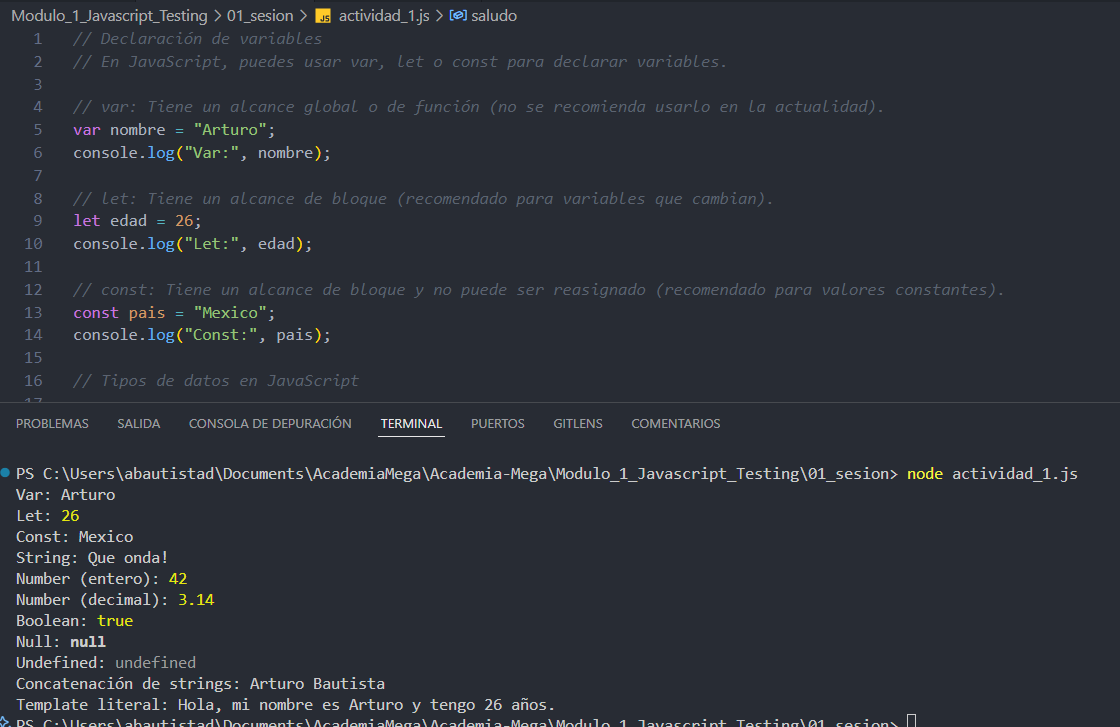 Modulo_1_Javascript_Testing > 01_sesion > JS actividad_1.js > saludo
1 // Declaración de variables
2 // En JavaScript, puedes usar var, let o const para declarar variables.
3
4 // var: Tiene un alcance global o de función (no se recomienda usarlo en la actualidad).
5 var nombre = "Arturo";
6 console.log("Var:", nombre);
7
8 // let: Tiene un alcance de bloque (recomendado para variables que cambian).
9 let edad = 26;
10 console.log("Let:", edad);
11
12 // const: Tiene un alcance de bloque y no puede ser reasignado (recomendado para valores constantes).
13 const pais = "Mexico";
14 console.log("Const:", pais);
15
16 // Tipos de datos en JavaScript
17
PROBLEMAS SALIDA CONSOLA DE DEPURACIÓN TERMINAL PUERTOS GITLENS COMENTARIOS
PS C:\Users\abautistad\Documents\AcademiaMega\Academia-Mega\Modulo_1_Javascript_Testing\01_sesion> node actividad_1.js
Var: Arturo
Let: 26
Const: Mexico
String: Que onda!
Number (entero): 42
Number (decimal): 3.14
Boolean: true
Null: null
Undefined: undefined
Concatenación de strings: Arturo Bautista
Template literal: Hola, mi nombre es Arturo y tengo 26 años.
PS C:\Users\abautistad\Documents\AcademiaMega\Academia-Mega\Modulo_1_Javascript_Testing\01_sesion>